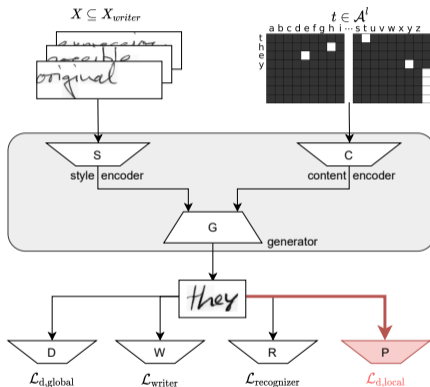 X ⊆ X_writer
t ∈ 𝒜^l
original
a b c d e f g h i ... s t u v w x y z
t
h
e
y
S
C
style encoder
content encoder
G
generator
they
D
W
R
P
ℒ_d,global
ℒ_writer
ℒ_recognizer
ℒ_d,local